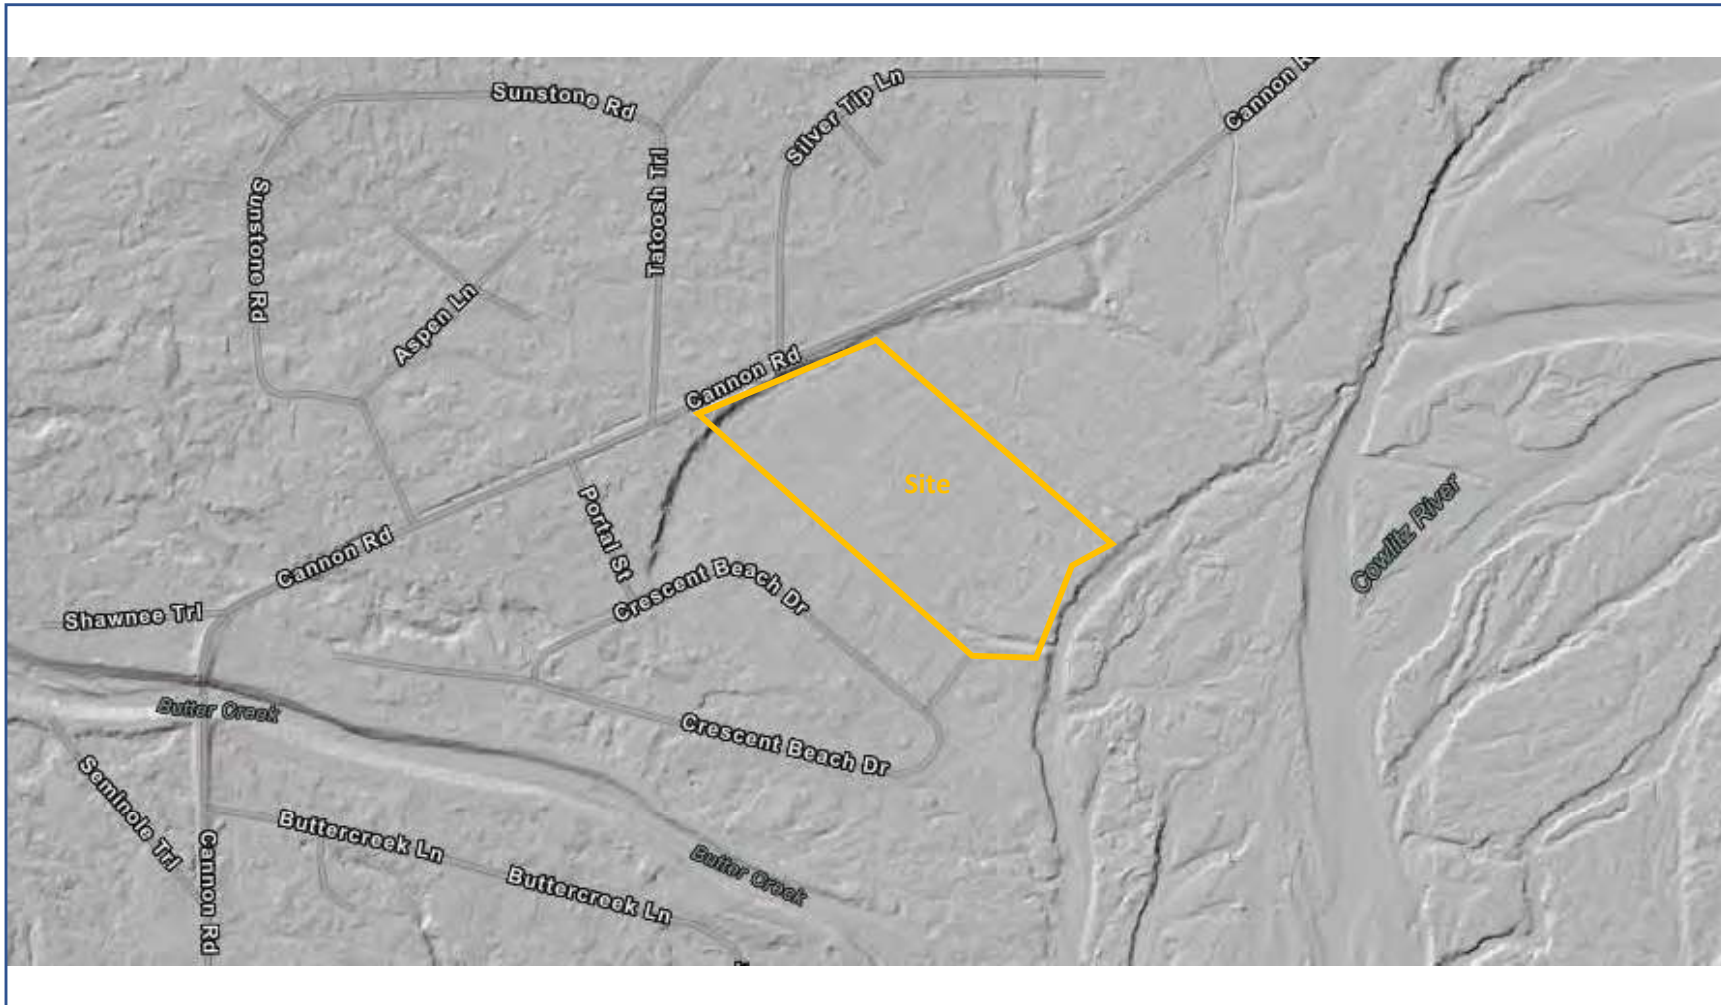 Sunstone Rd
Silver Tip Ln
Cannon R
Sunstone Rd
Tatoosh Trl
Aspen Ln
Cannon Rd
Site
Cowlitz River
Portal St
Cannon Rd
Crescent Beach Dr
Shawnee Trl
Butter Creek
Crescent Beach Dr
Seminole Trl
Buttercreek Ln
Cannon Rd
Butter Creek
Buttercreek Ln